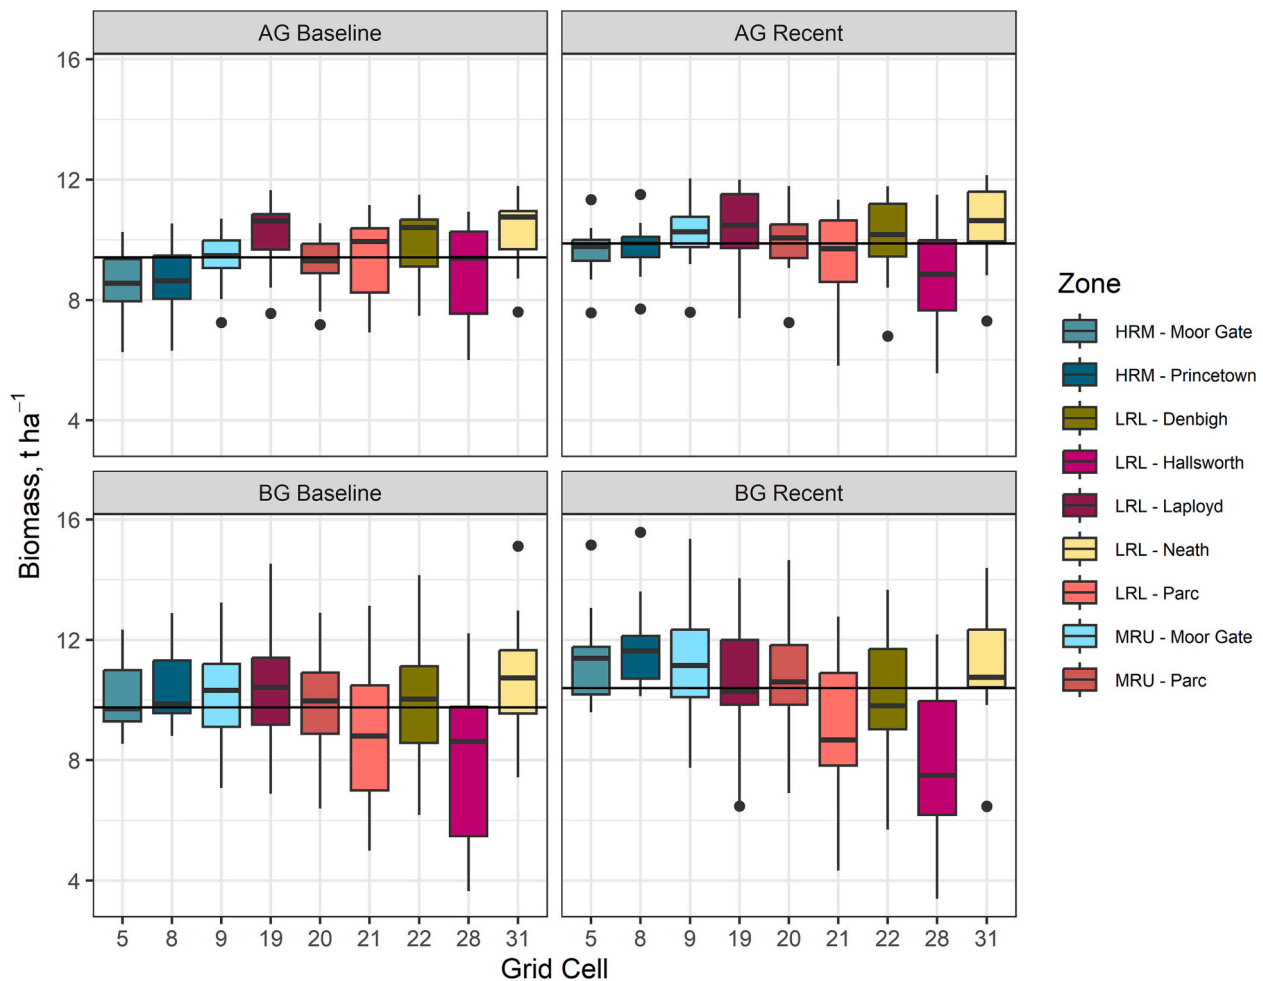 AG Baseline
AG Recent
16
12
8
4
BG Baseline
BG Recent
16
12
8
4
Biomass, t ha⁻¹
5 8 9 19 20 21 22 28 31
5 8 9 19 20 21 22 28 31
Grid Cell
Zone
HRM - Moor Gate
HRM - Princetown
LRL - Denbigh
LRL - Hallsworth
LRL - Laployd
LRL - Neath
LRL - Parc
MRU - Moor Gate
MRU - Parc